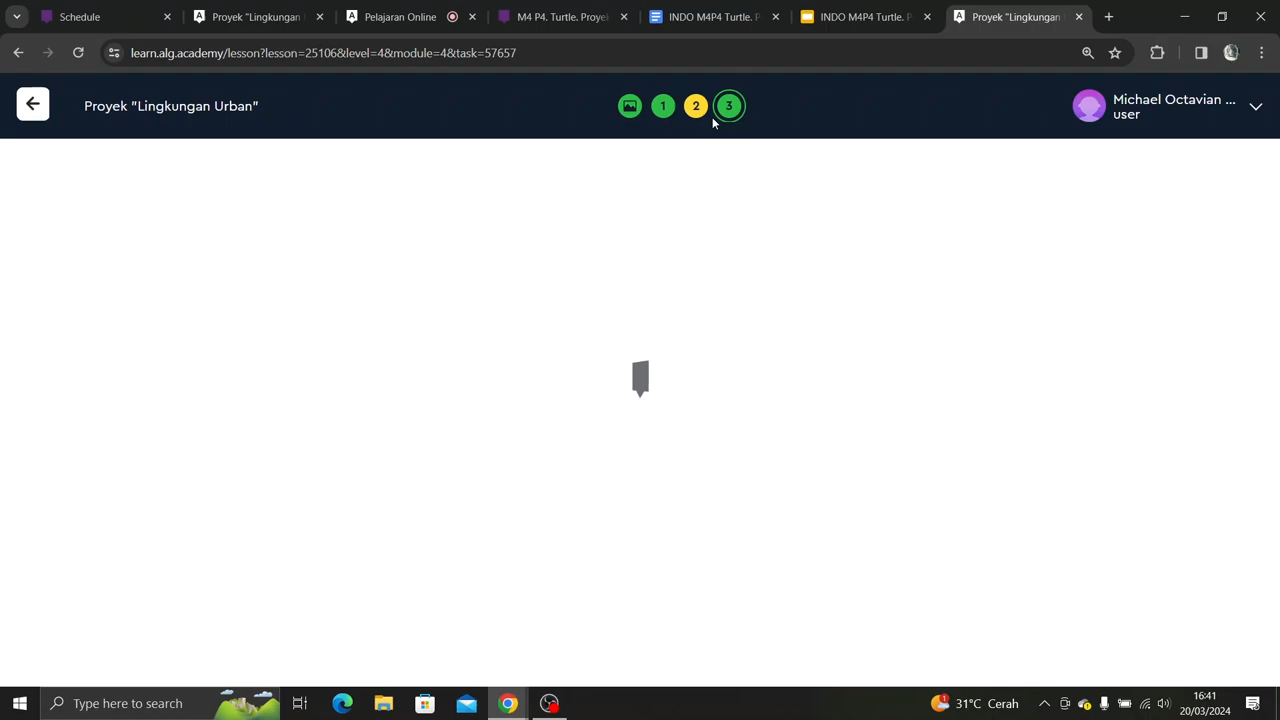 Schedule
Proyek "Lingkungan
Pelajaran Online
M4 P4. Turtle. Proye
INDO M4P4 Turtle. P
INDO M4P4 Turtle. P
Proyek "Lingkungan
learn.alg.academy/lesson?lesson=25106&level=4&module=4&task=57657
Proyek "Lingkungan Urban"
1
2
3
Michael Octavian ...
user
Type here to search
1
31°C Cerah
16:41
20/03/2024